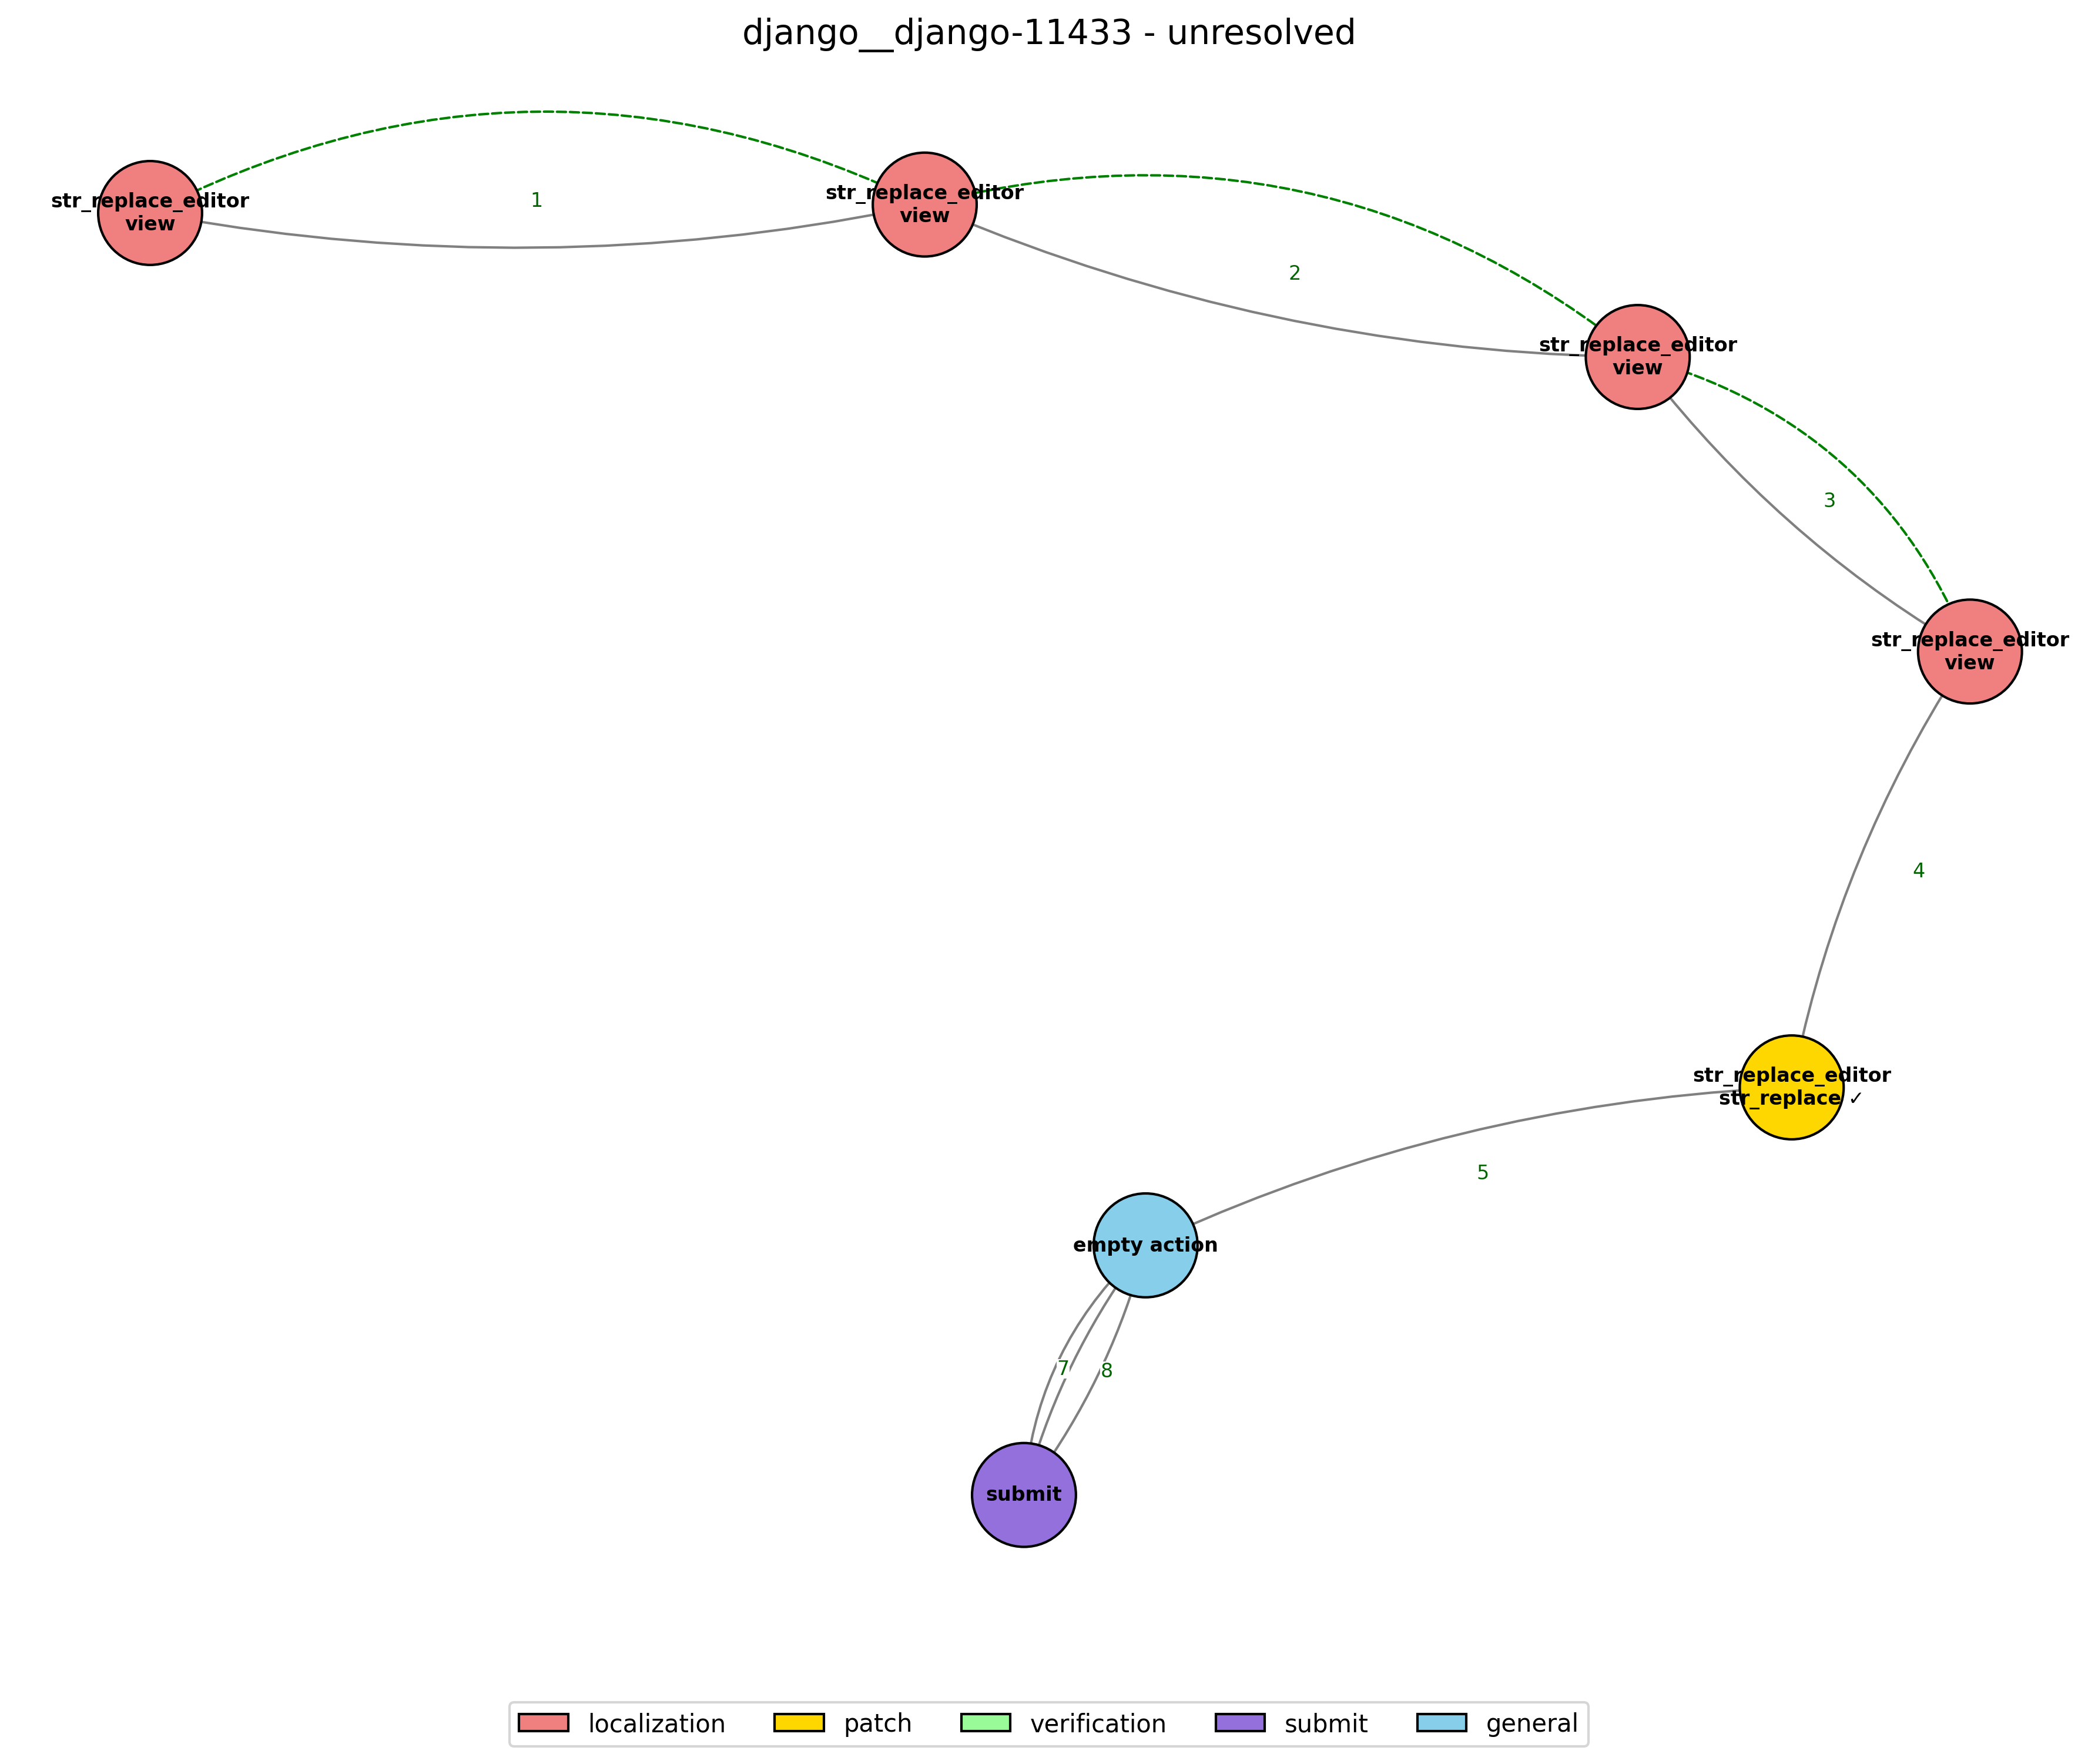 django__django-11433 - unresolved
str_replace_editor
view
1
str_replace_editor
view
2
str_replace_editor
view
3
str_replace_editor
view
4
str_replace_editor
str_replace ✓
5
empty action
7
8
submit
localization
patch
verification
submit
general